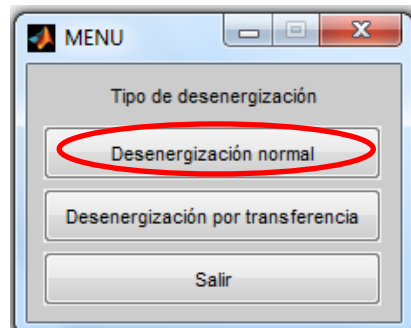 MENU
Tipo de desenergización
Desenergización normal
Desenergización por transferencia
Salir